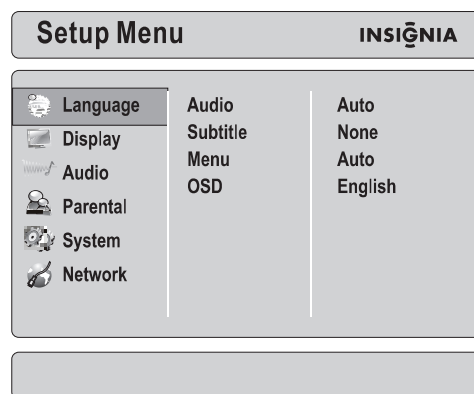 Setup Menu INSIGNIA
Language Audio Auto
Display Subtitle None
Audio Menu Auto
Parental OSD English
System
Network